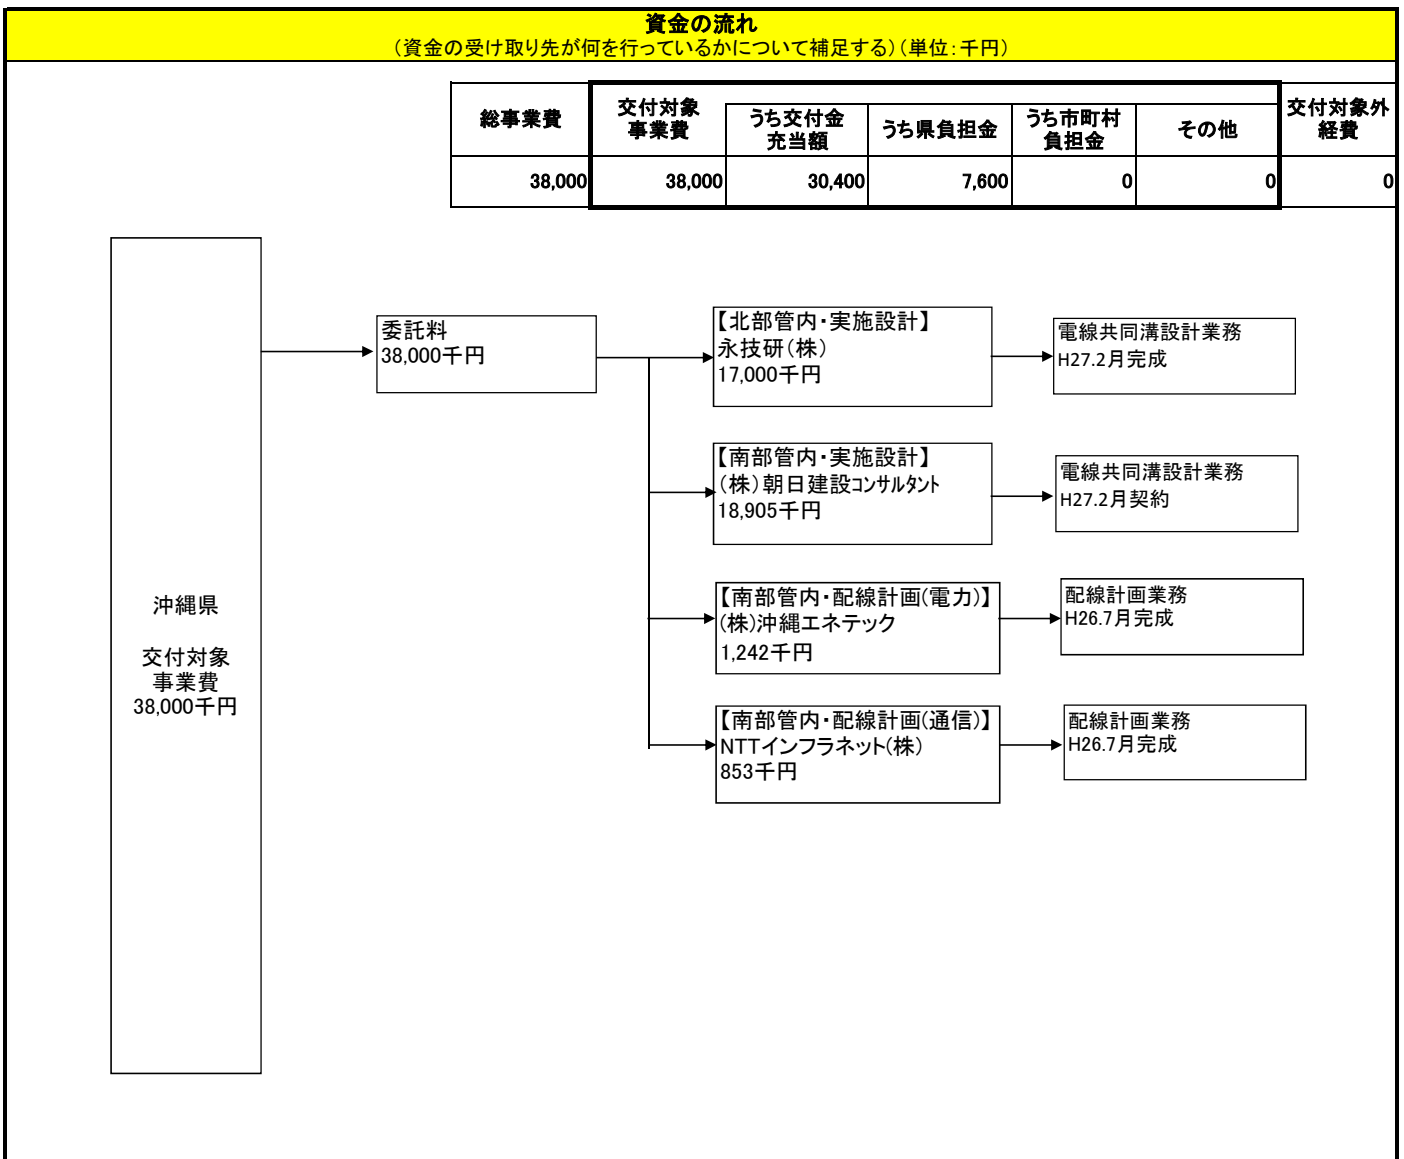 資金の流れ
（資金の受け取り先が何を行っているかについて補足する）（単位：千円）
総事業費
交付対象
事業費
うち交付金
充当額
うち県負担金
うち市町村
負担金
その他
交付対象外
経費
38,000
38,000
30,400
7,600
0
0
0
沖縄県
交付対象
事業費
38,000千円
委託料
38,000千円
【北部管内・実施設計】
永技研（株）
17,000千円
電線共同溝設計業務
H27.2月完成
【南部管内・実施設計】
（株）朝日建設ｺﾝｻﾙﾀﾝﾄ
18,905千円
電線共同溝設計業務
H27.2月契約
【南部管内・配線計画(電力)】
(株)沖縄エネテック
1,242千円
配線計画業務
H26.7月完成
【南部管内・配線計画(通信)】
NTTインフラネット(株)
853千円
配線計画業務
H26.7月完成